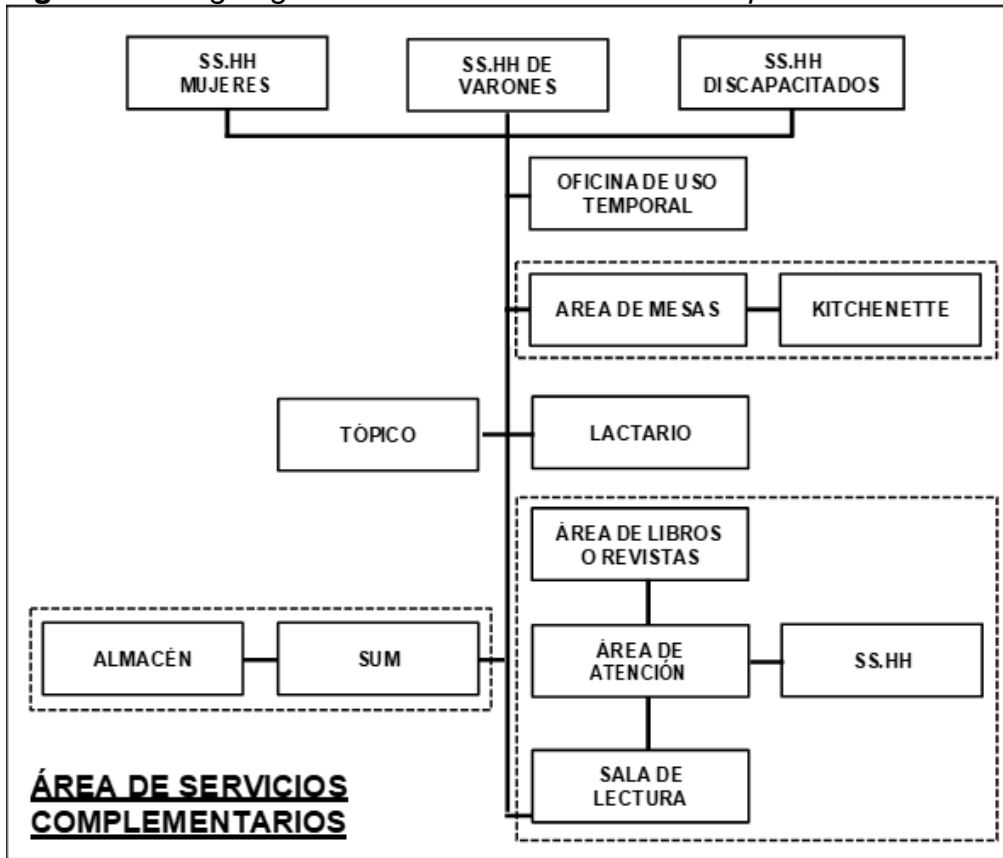 SS.HH
MUJERES
SS.HH DE
VARONES
SS.HH
DISCAPACITADOS
OFICINA DE USO
TEMPORAL
AREA DE MESAS
KITCHENETTE
TÓPICO
LACTARIO
ÁREA DE LIBROS
O REVISTAS
ALMACÉN
SUM
ÁREA DE
ATENCIÓN
SS.HH
SALA DE
LECTURA
ÁREA DE SERVICIOS
COMPLEMENTARIOS